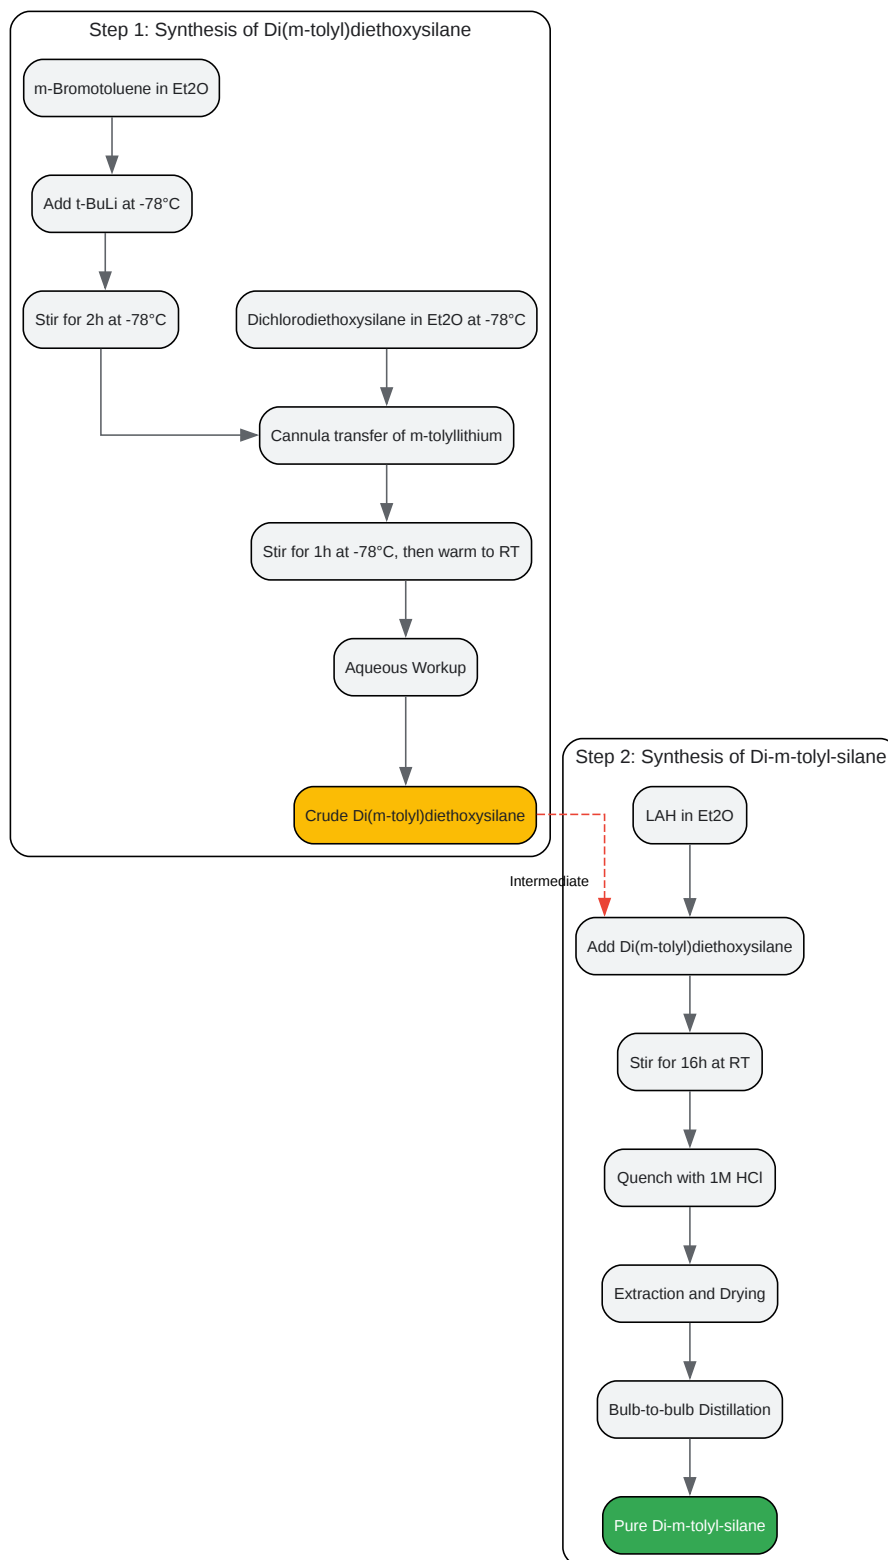 Step 1: Synthesis of Di(m-tolyl)diethoxysilane
m-Bromotoluene in Et2O
Add t-BuLi at -78°C
Stir for 2h at -78°C
Dichlorodiethoxysilane in Et2O at -78°C
Cannula transfer of m-tolyllithium
Stir for 1h at -78°C, then warm to RT
Aqueous Workup
Crude Di(m-tolyl)diethoxysilane
Intermediate
Step 2: Synthesis of Di-m-tolyl-silane
LAH in Et2O
Add Di(m-tolyl)diethoxysilane
Stir for 16h at RT
Quench with 1M HCl
Extraction and Drying
Bulb-to-bulb Distillation
Pure Di-m-tolyl-silane